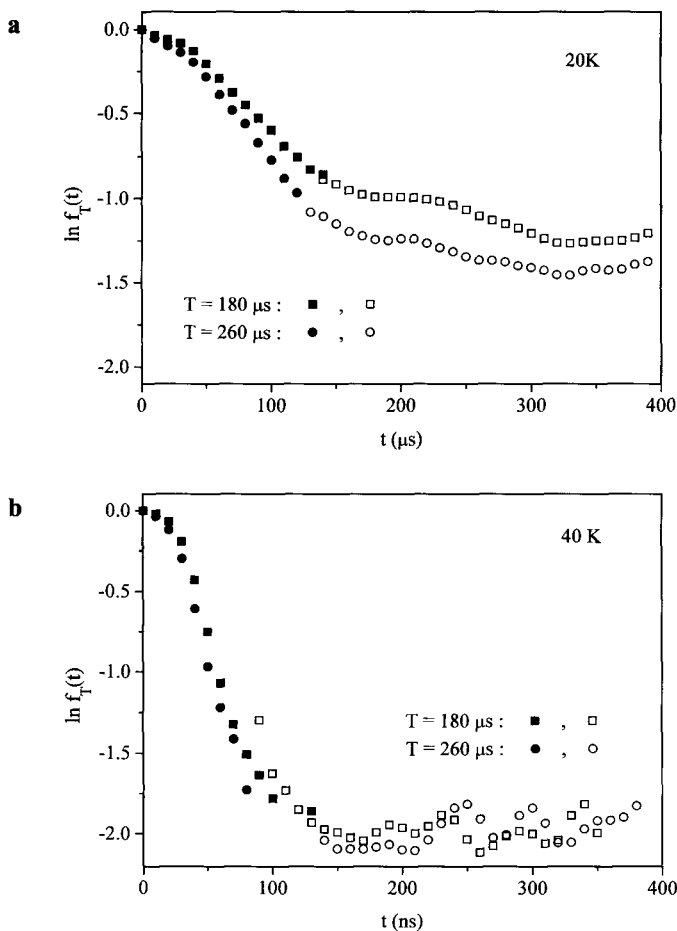 a
0.0
-0.5
-1.0
-1.5
-2.0
ln f_T(t)
20K
T = 180 μs : ■ , □
T = 260 μs : ● , ○
0 100 200 300 400
t (μs)
b
0.0
-0.5
-1.0
-1.5
-2.0
ln f_T(t)
40 K
T = 180 μs : ■ , □
T = 260 μs : ● , ○
0 100 200 300 400
t (ns)